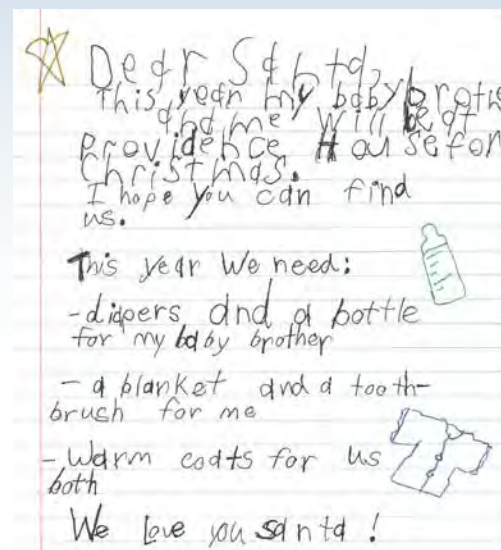 Dear Santa,
This year my baby brothe
and me will be at
Providence House for
Christmas.
I hope you can find
us.
This year we need:
- diapers and a bottle
for my baby brother
- a blanket and a tooth-
brush for me
- Warm coats for us
both
We Love you santa!